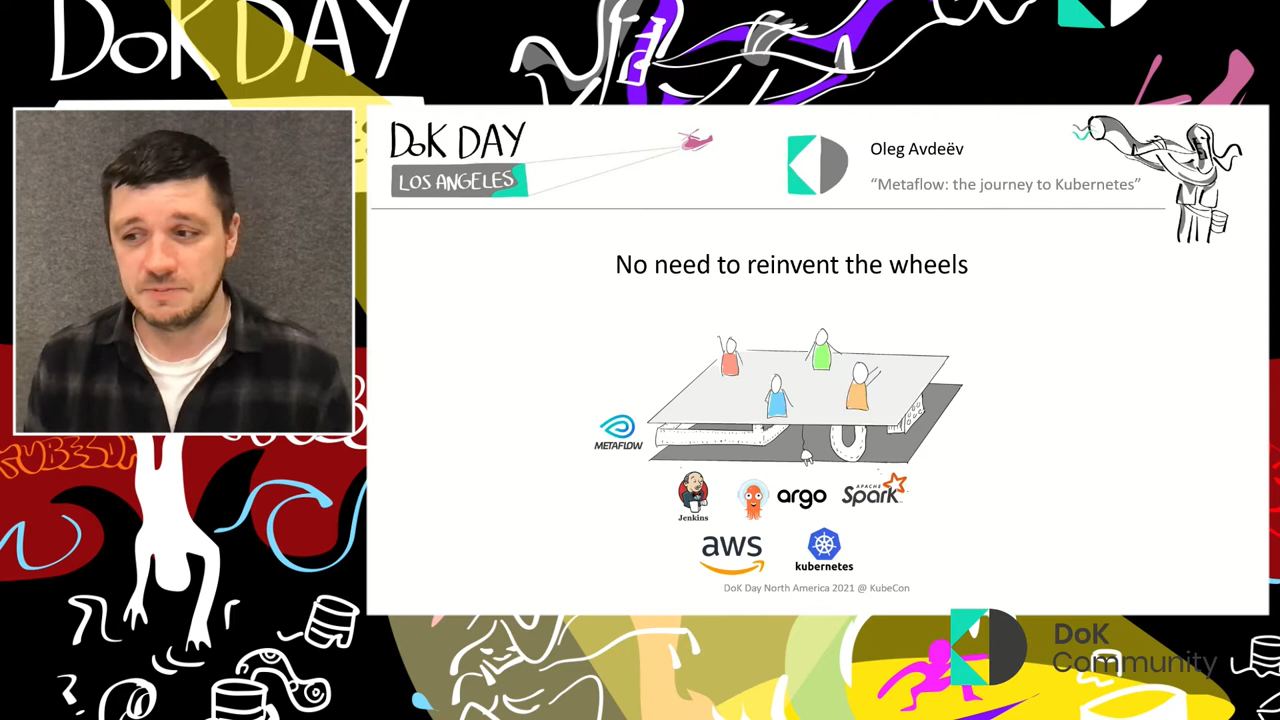 DoK DAY
DoK DAY
LOS ANGELES
Oleg Avdeëv
“Metaflow: the journey to Kubernetes”
No need to reinvent the wheels
METAFLOW
Jenkins
argo
APACHE
Spark
aws
kubernetes
DoK Day North America 2021 @ KubeCon
DoK
Community